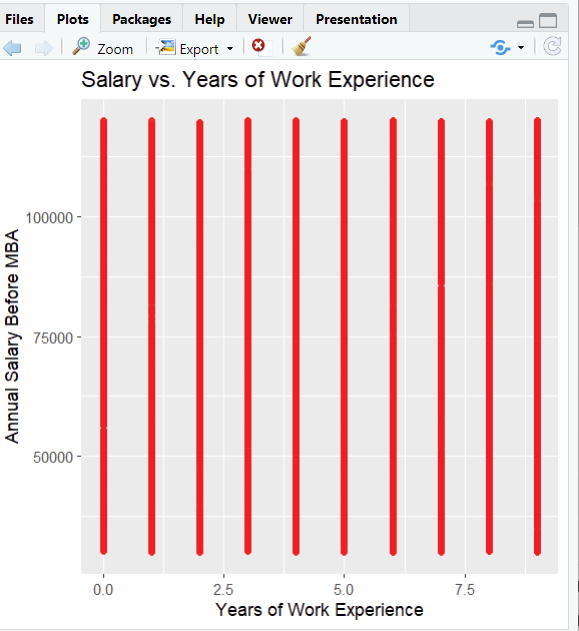 Files Plots Packages Help Viewer Presentation
Zoom Export
Salary vs. Years of Work Experience
Annual Salary Before MBA
100000
75000
50000
0.0 2.5 5.0 7.5
Years of Work Experience